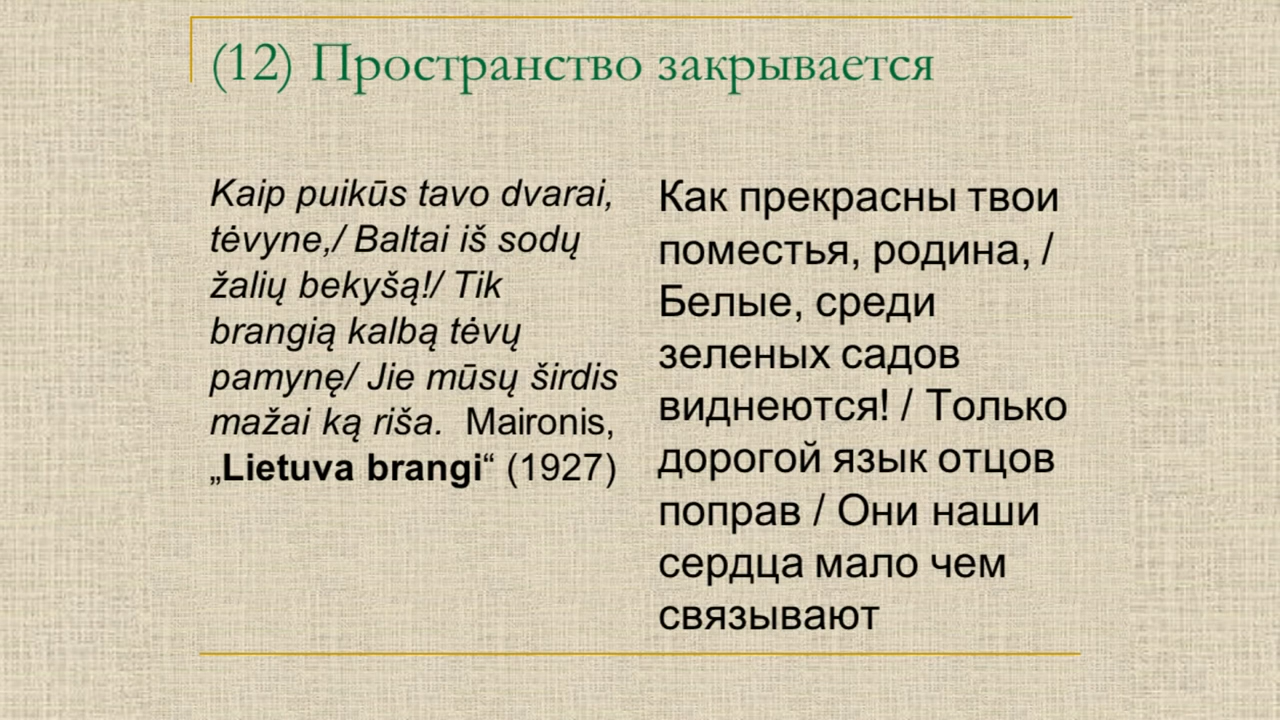 (12) Пространство закрывается
Kaip puikūs tavo dvarai,
tėvyne,/ Baltai iš sodų
žalių bekyšą!/ Tik
brangią kalbą tėvų
pamynę/ Jie mūsų širdis
mažai ką riša.  Maironis,
„Lietuva brangi“ (1927)
Как прекрасны твои
поместья, родина, /
Белые, среди
зеленых садов
виднеются! / Только
дорогой язык отцов
поправ / Они наши
сердца мало чем
связывают